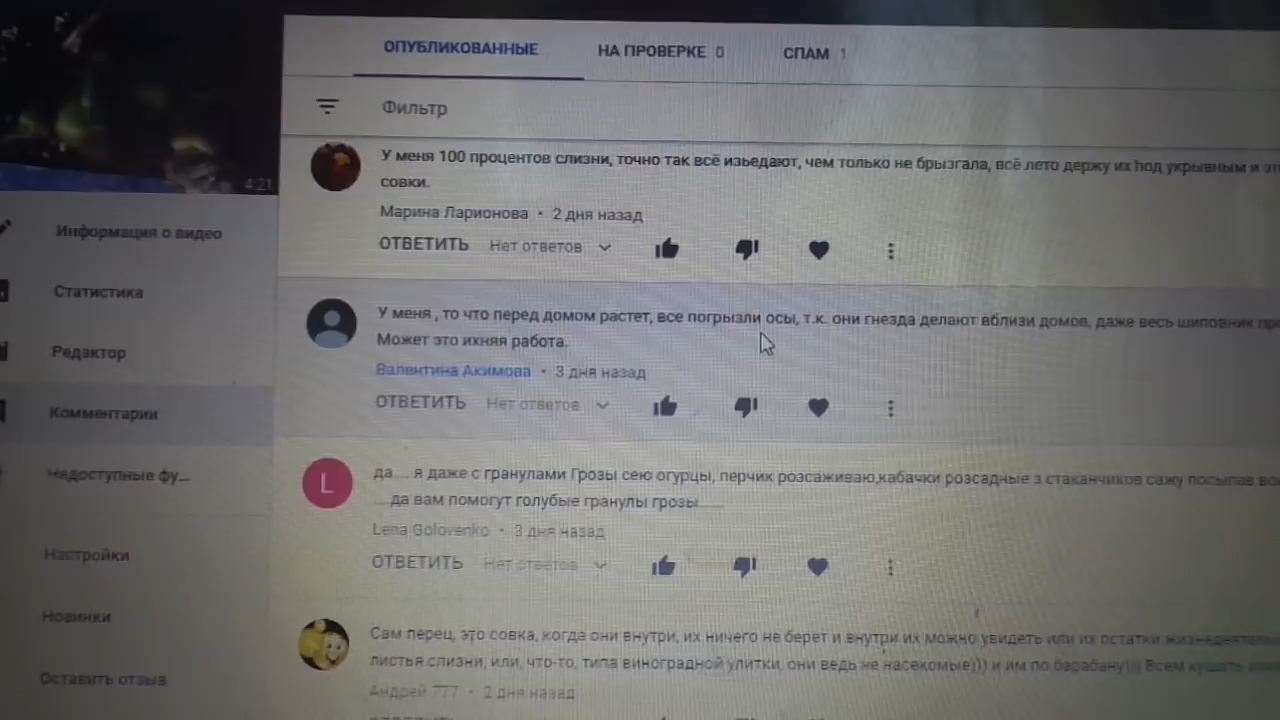 ОПУБЛИКОВАННЫЕ НА ПРОВЕРКЕ 0 СПАМ 1
Фильтр
4:21
У меня 100 процентов слизни, точно так всё изьедают, чем только не брызгала, всё лето держу их под укрывным и
совки.
Марина Ларионова • 2 дня назад
ОТВЕТИТЬ Нет ответов
У меня , то что перед домом растет, все погрызли осы, т.к. они гнезда делают вблизи домов, даже весь шиповник
Может это ихняя работа.
Валентина Акимова • 3 дня назад
ОТВЕТИТЬ Нет ответов
L
да.... я даже с гранулами Грозы сею огурцы, перчик розсаживаю,кабачки розсадные з стаканчиков сажу посыпав
....да вам помогут голубые гранулы грозы......
Lena Golovenko • 3 дня назад
ОТВЕТИТЬ Нет ответов
Сам перец, это совка, когда они внутри, их ничего не берет и внутри их можно увидеть или их остатки
листья слизни, или, что-то, типа виноградной улитки, они ведь не насекомые))) и им по барабану))) Всем кушать
Андрей 777 • 2 дня назад
Информация о видео
Статистика
Редактор
Комментарии
Недоступные фу...
Настройки
Новинки
Оставить отзыв